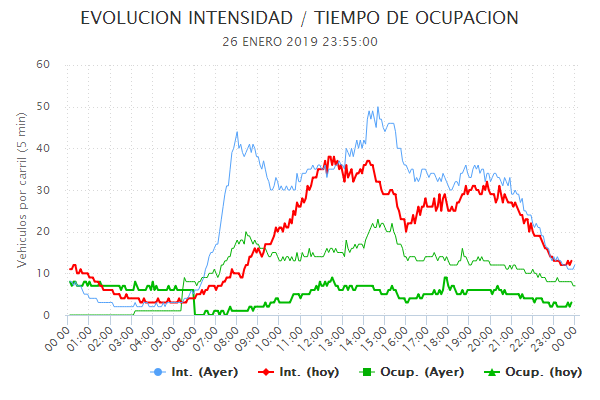 EVOLUCION INTENSIDAD / TIEMPO DE OCUPACION
26 ENERO 2019 23:55:00
Vehiculos por carril (5 min)
60
50
40
30
20
10
0
00:00 01:00 02:00 03:00 04:00 05:00 06:00 07:00 08:00 09:00 10:00 11:00 12:00 13:00 14:00 15:00 16:00 17:00 18:00 19:00 20:00 21:00 22:00 23:00 00:00
Int. (Ayer) Int. (hoy) Ocup. (Ayer) Ocup. (hoy)